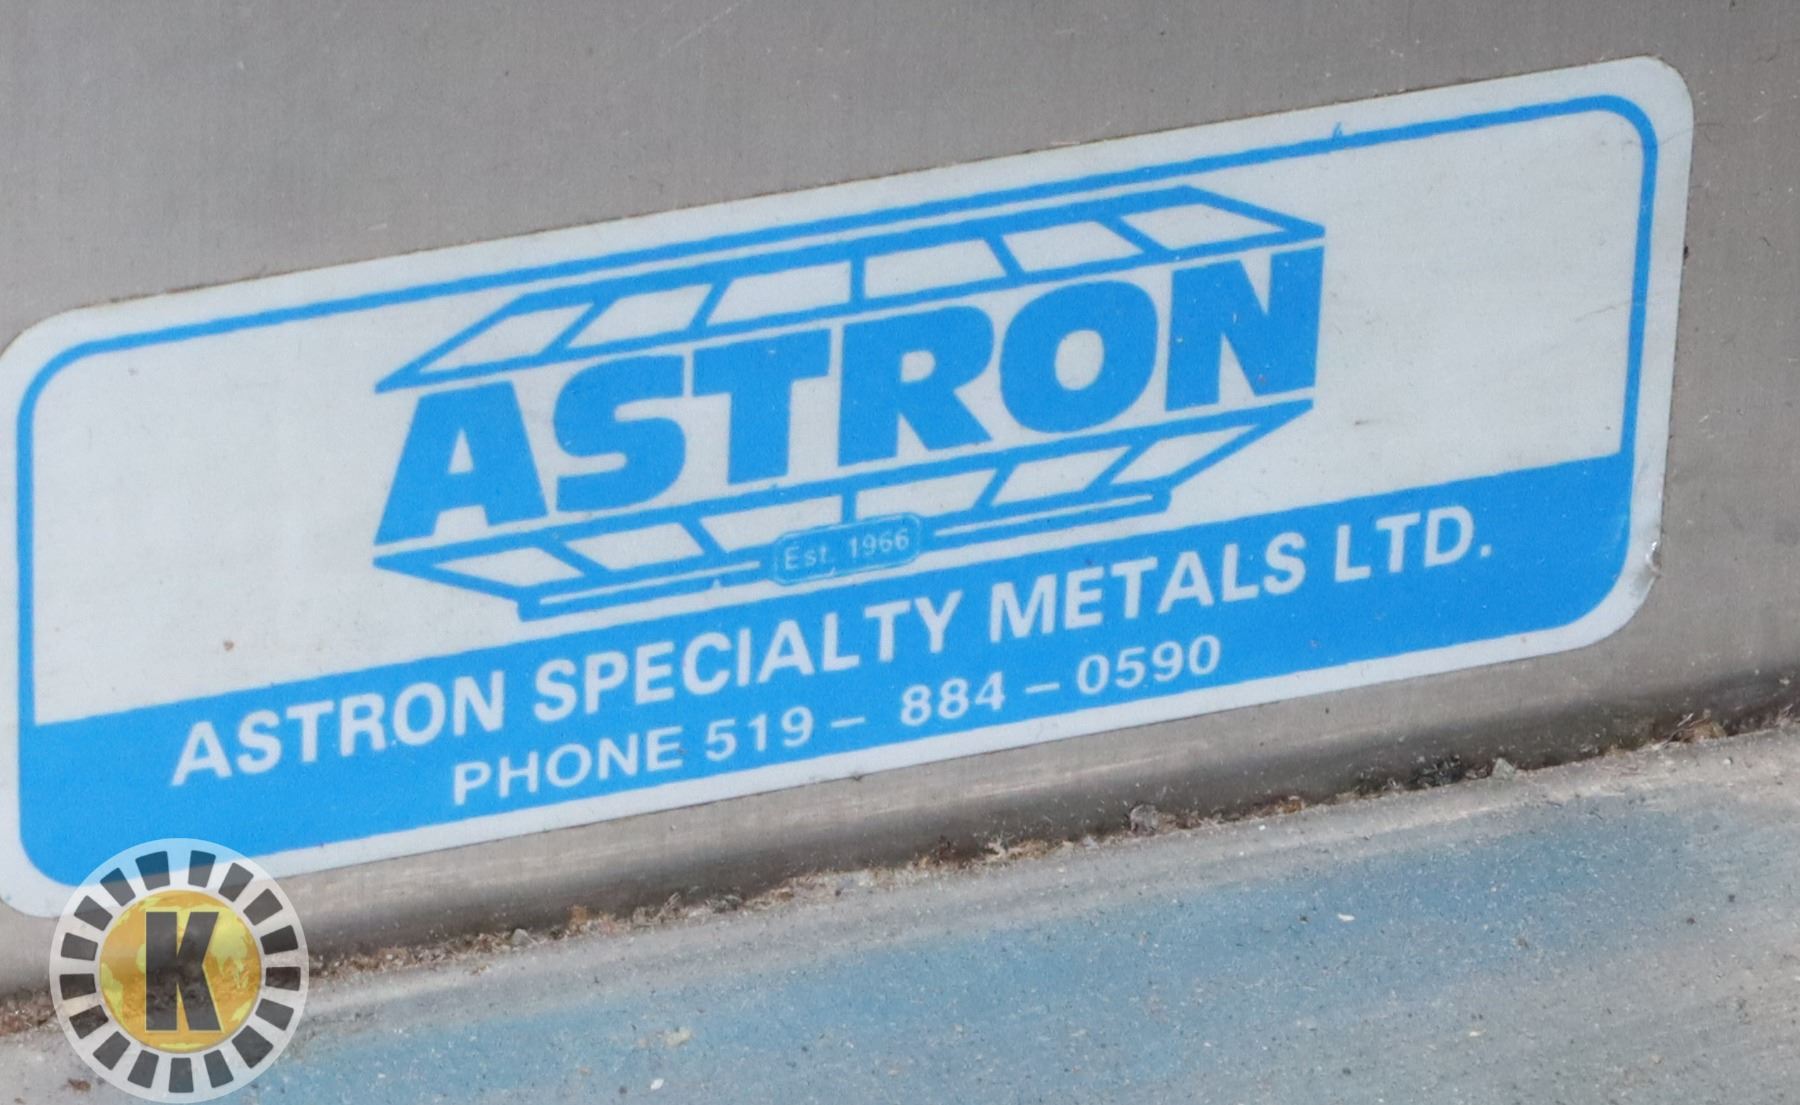 ASTRON
Est. 1966
ASTRON SPECIALTY METALS LTD.
PHONE 519 – 884 – 0590
K